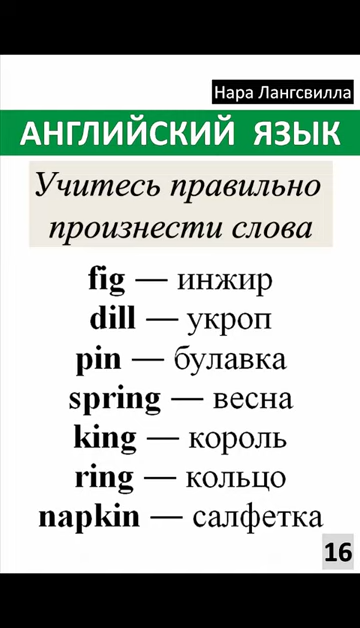 Нара Лангсвилла
АНГЛИЙСКИЙ ЯЗЫК
Учитесь правильно
произнести слова
fig — инжир
dill — укроп
pin — булавка
spring — весна
king — король
ring — кольцо
napkin — салфетка
16